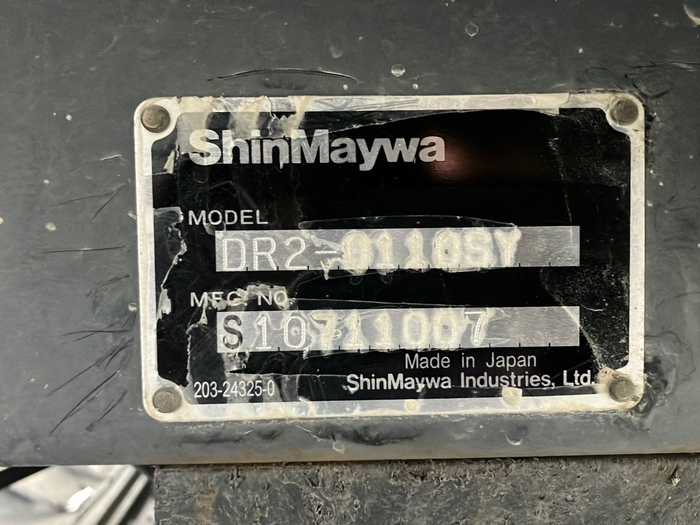 ShinMaywa
MODEL
DR2-0110SY
MFG. NO.
S10711007
Made in Japan
203-24325-0
ShinMaywa Industries, Ltd.